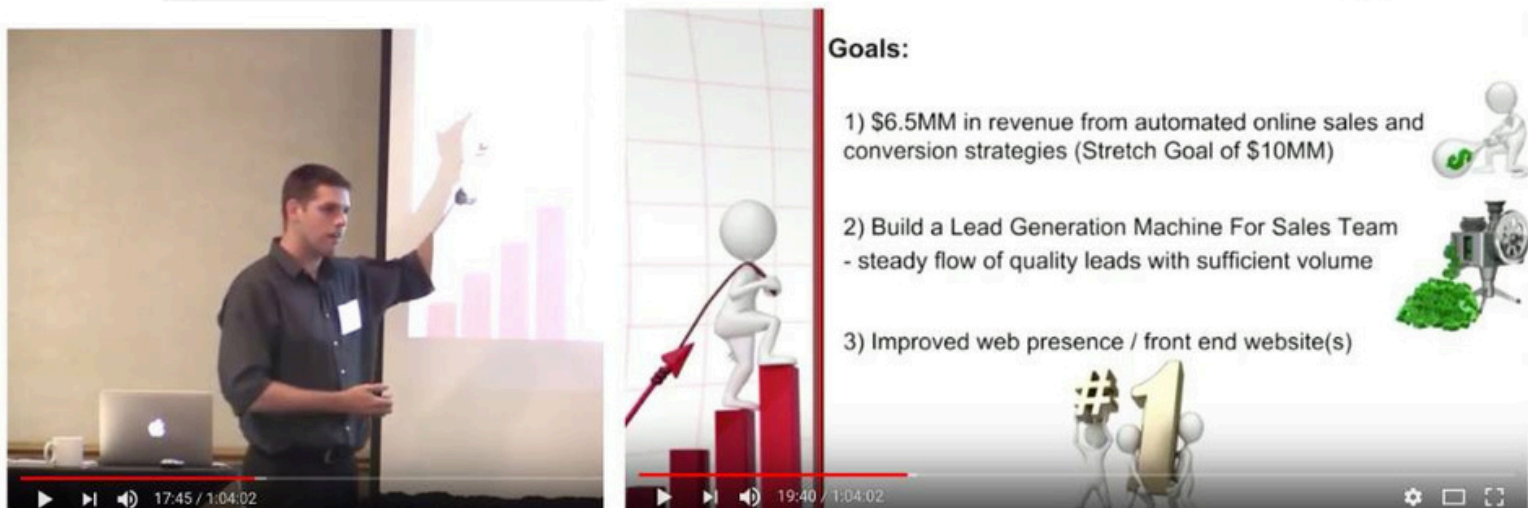 17:45 / 1:04:02
Goals:
1) $6.5MM in revenue from automated online sales and
conversion strategies (Stretch Goal of $10MM)
2) Build a Lead Generation Machine For Sales Team
- steady flow of quality leads with sufficient volume
3) Improved web presence / front end website(s)
#1
19:40 / 1:04:02